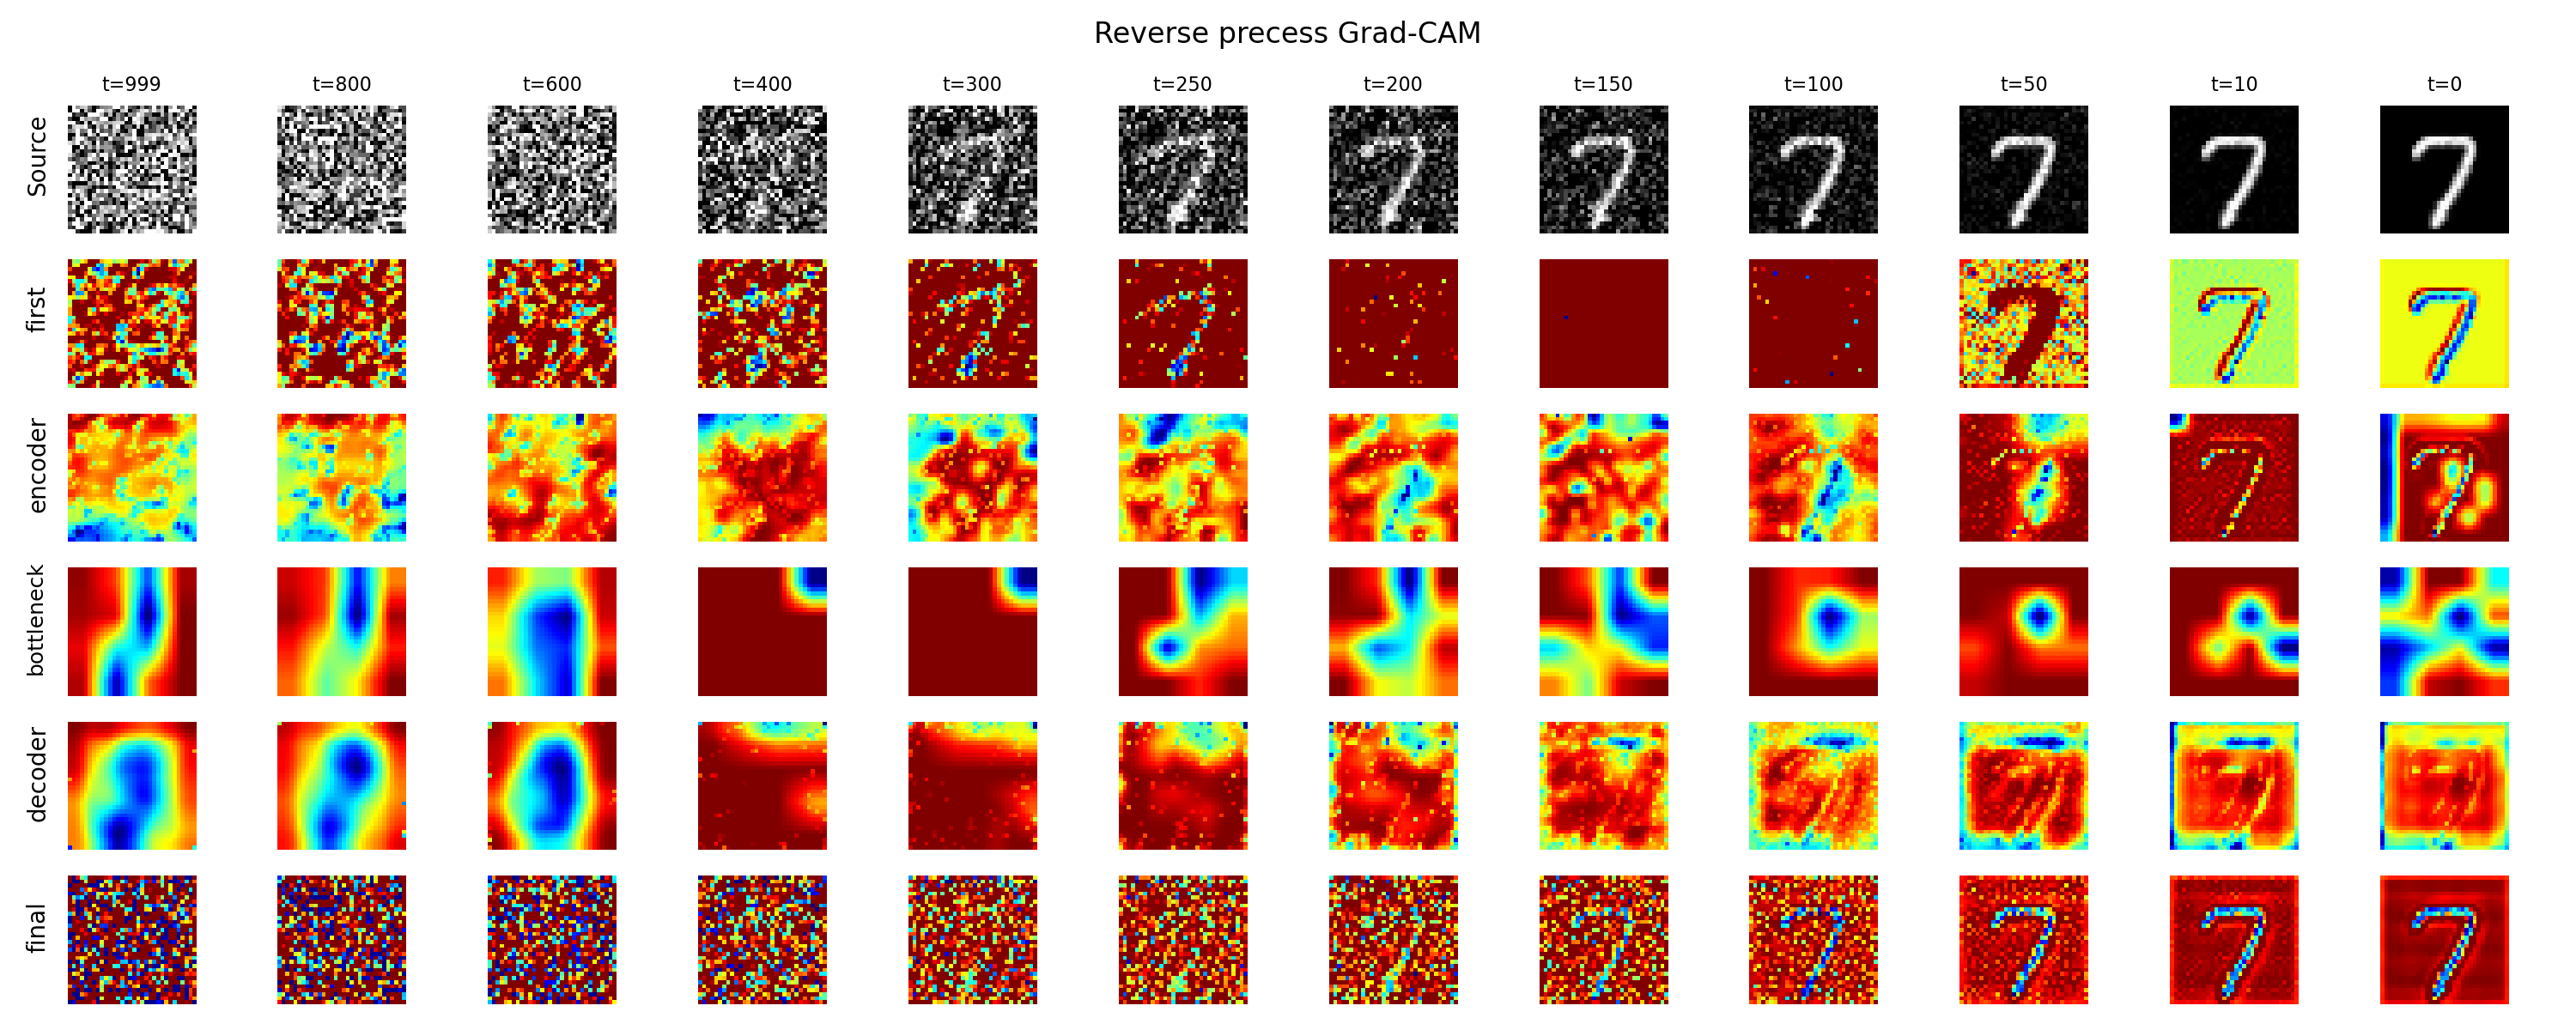 Reverse precess Grad-CAM
t=999 t=800 t=600 t=400 t=300 t=250 t=200 t=150 t=100 t=50 t=10 t=0
Source
first
encoder
bottleneck
decoder
final